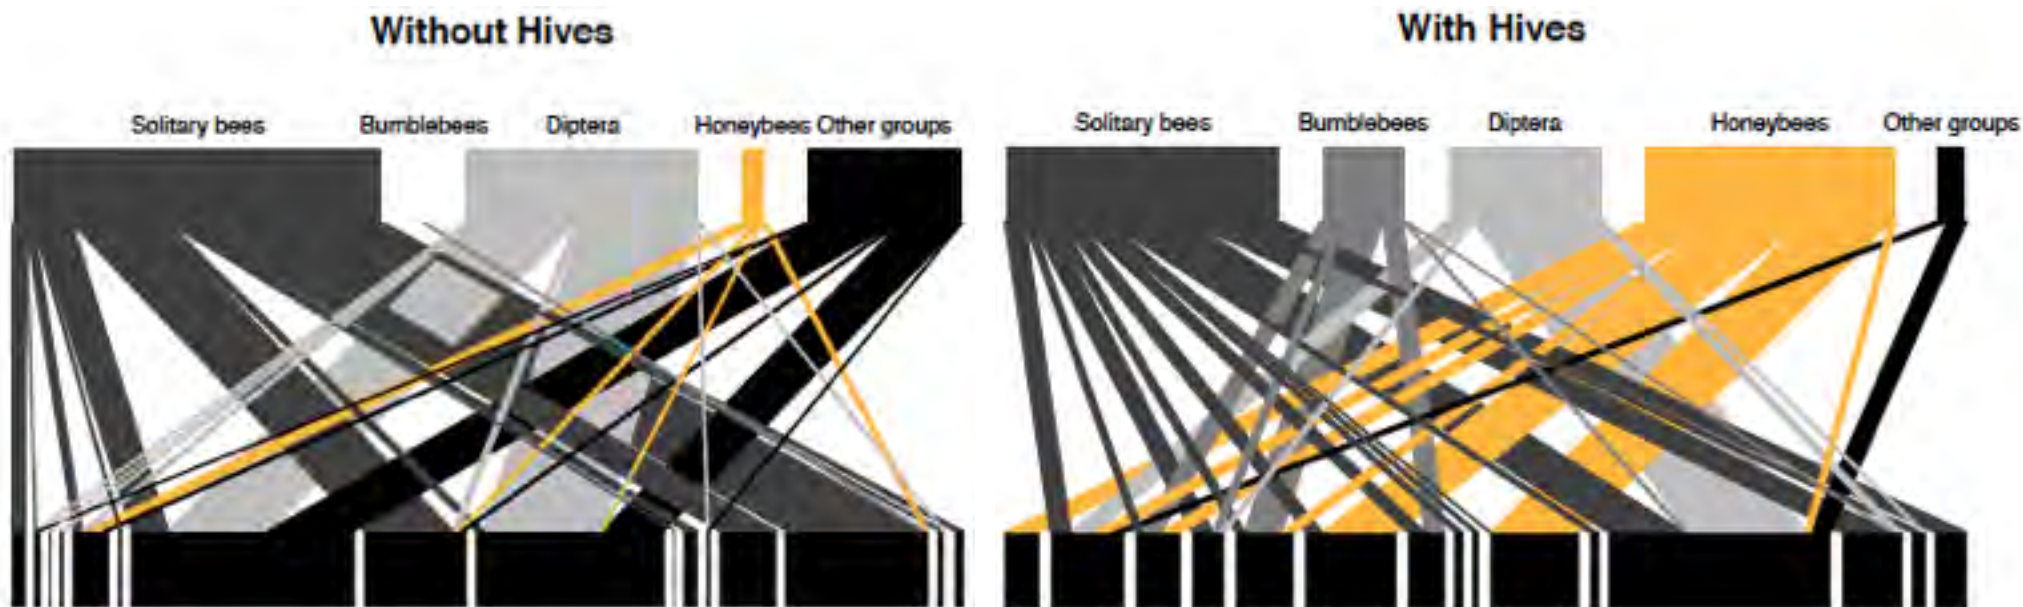 Without Hives
Solitary bees Bumblebees Diptera Honeybees Other groups
With Hives
Solitary bees Bumblebees Diptera Honeybees Other groups